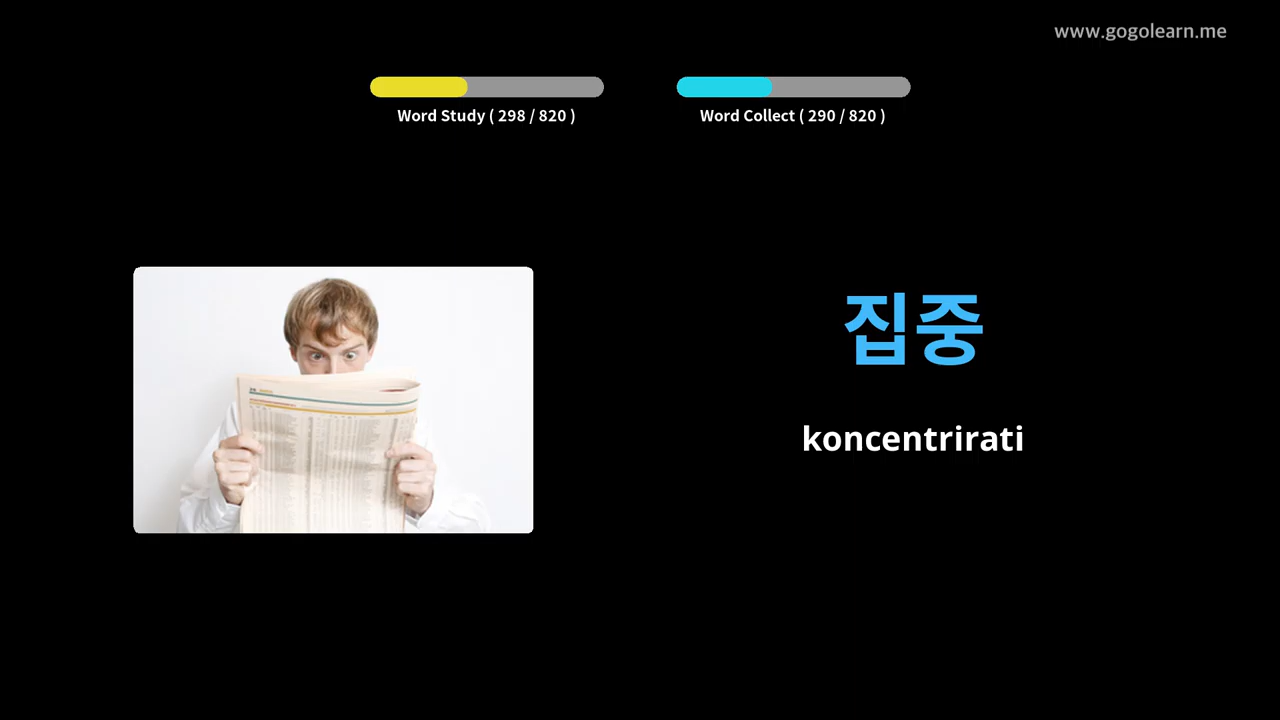 www.gogolearn.me
Word Study ( 298 / 820 )
Word Collect ( 290 / 820 )
집중
koncentrirati